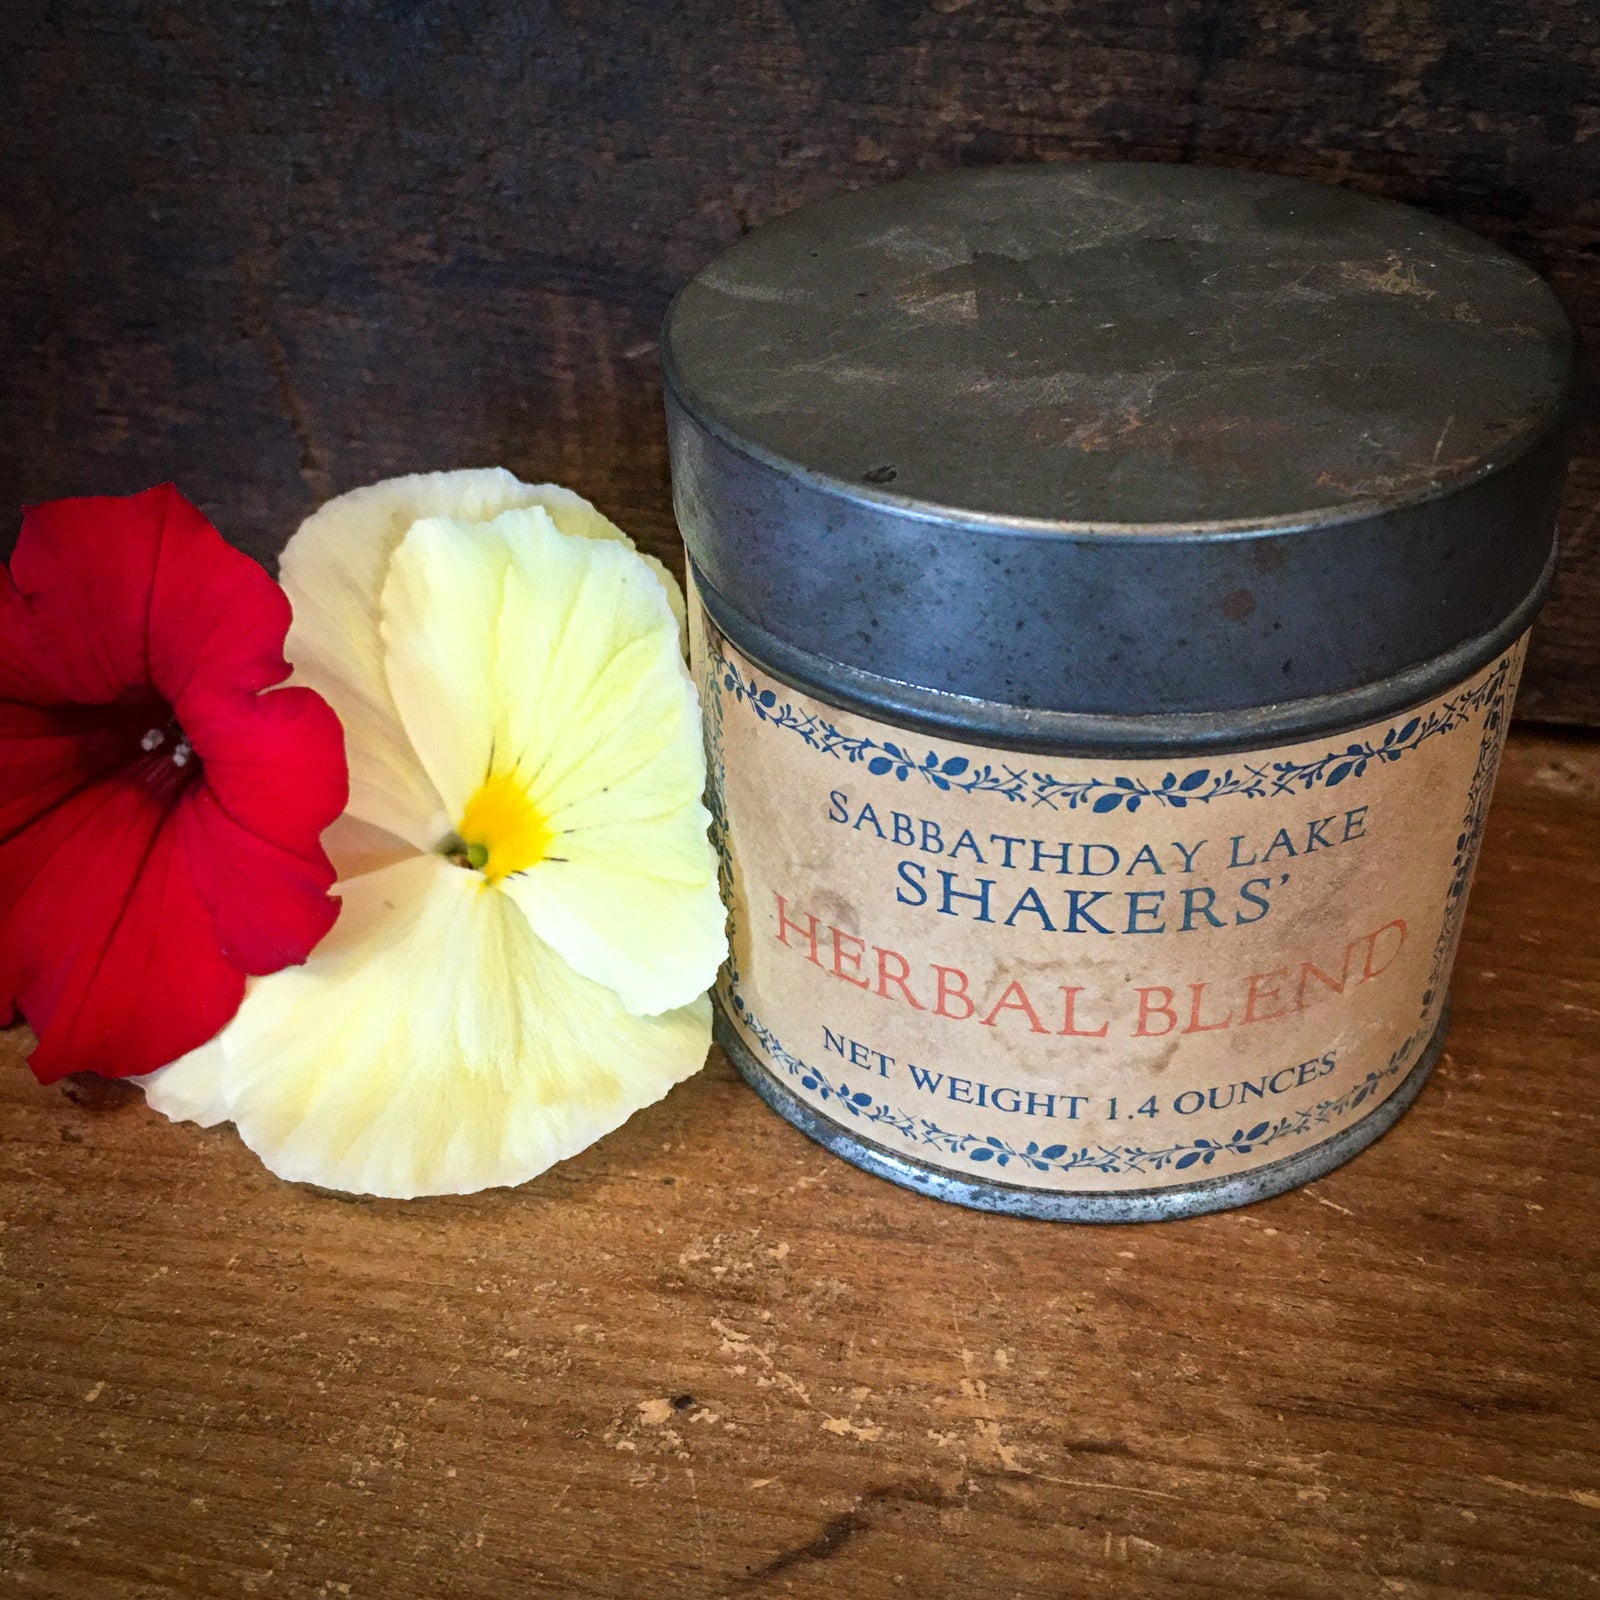 SABBATHDAY LAKE
SHAKERS'
HERBAL BLEND
NET WEIGHT 1.4 OUNCES